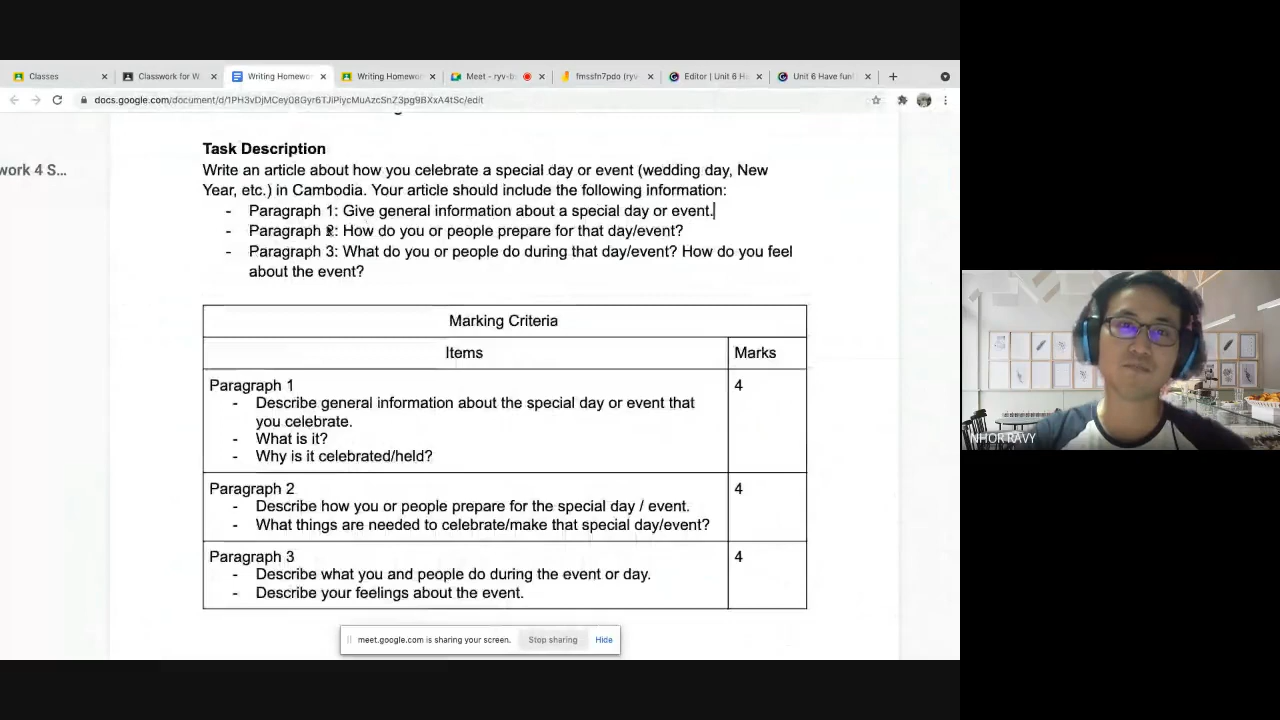 Classes
Classwork for W
Writing Homewo
Writing Homewo
Meet - ryv-b
fmssfn7pdo (ryv
Editor | Unit 6 H
Unit 6 Have fun
docs.google.com/document/d/
/edit
work 4 S...
Task Description
Write an article about how you celebrate a special day or event (wedding day, New
Year, etc.) in Cambodia. Your article should include the following information:
- Paragraph 1: Give general information about a special day or event.
- Paragraph 2: How do you or people prepare for that day/event?
- Paragraph 3: What do you or people do during that day/event? How do you feel
about the event?
Marking Criteria
Items Marks
Paragraph 1 4
- Describe general information about the special day or event that
you celebrate.
- What is it?
- Why is it celebrated/held?
Paragraph 2 4
- Describe how you or people prepare for the special day / event.
- What things are needed to celebrate/make that special day/event?
Paragraph 3 4
- Describe what you and people do during the event or day.
- Describe your feelings about the event.
meet.google.com is sharing your screen. Stop sharing Hide
NHOR RAVY